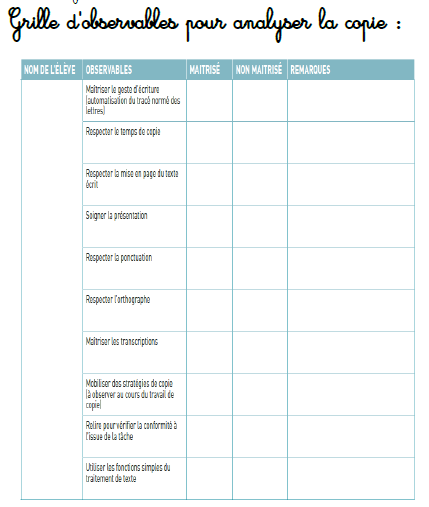 Grille d'observables pour analyser la copie :
NOM DE L'ÉLÈVE OBSERVABLES MAITRISÉ NON MAITRISÉ REMARQUES
Maîtriser le geste d'écriture
(automatisation du tracé normé des
lettres)
Respecter le temps de copie
Respecter la mise en page du texte
écrit
Soigner la présentation
Respecter la ponctuation
Respecter l'orthographe
Maîtriser les transcriptions
Mobiliser des stratégies de copie
(à observer au cours du travail de
copie)
Relire pour vérifier la conformité à
l'issue de la tâche
Utiliser les fonctions simples du
traitement de texte